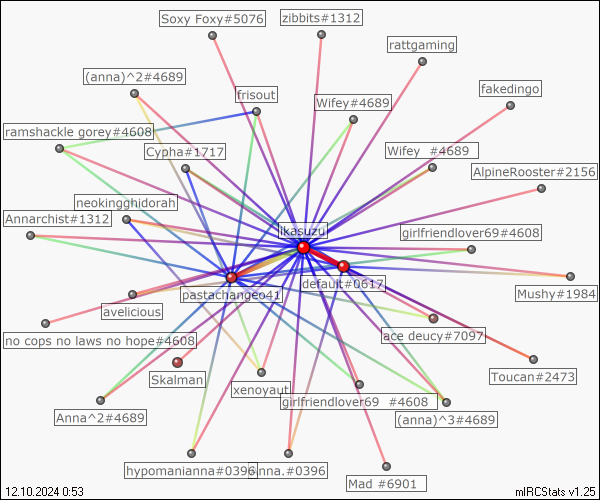 Soxy Foxy#5076
zibbits#1312
rattgaming
(anna)^2#4689
fakedingo
frisout
Wifey#4689
ramshackle gorey#4608
Cypha#1717
Wifey  #4689
AlpineRooster#2156
neokingghidorah
Annarchist#1312
ikasuzu
girlfriendlover69#4608
default#0617
pastachangeo41
Mushy#1984
avelicious
ace deucy#7097
no cops no laws no hope#4608
Skalman
Toucan#2473
xenoyaut
girlfriendlover69  #4608
Anna^2#4689
(anna)^3#4689
hypomanianna#0396
nna.#0396
Mad #6901
12.10.2024 0:53
mIRCStats v1.25